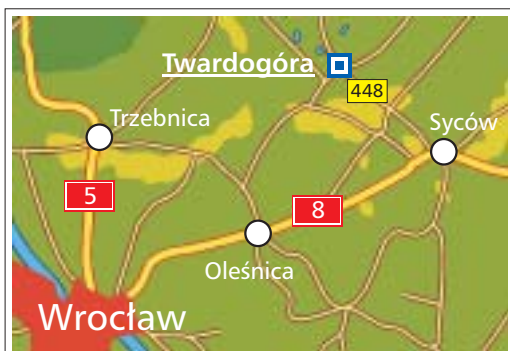 Twardogóra
448
Trzebnica
Syców
5
8
Oleśnica
Wrocław